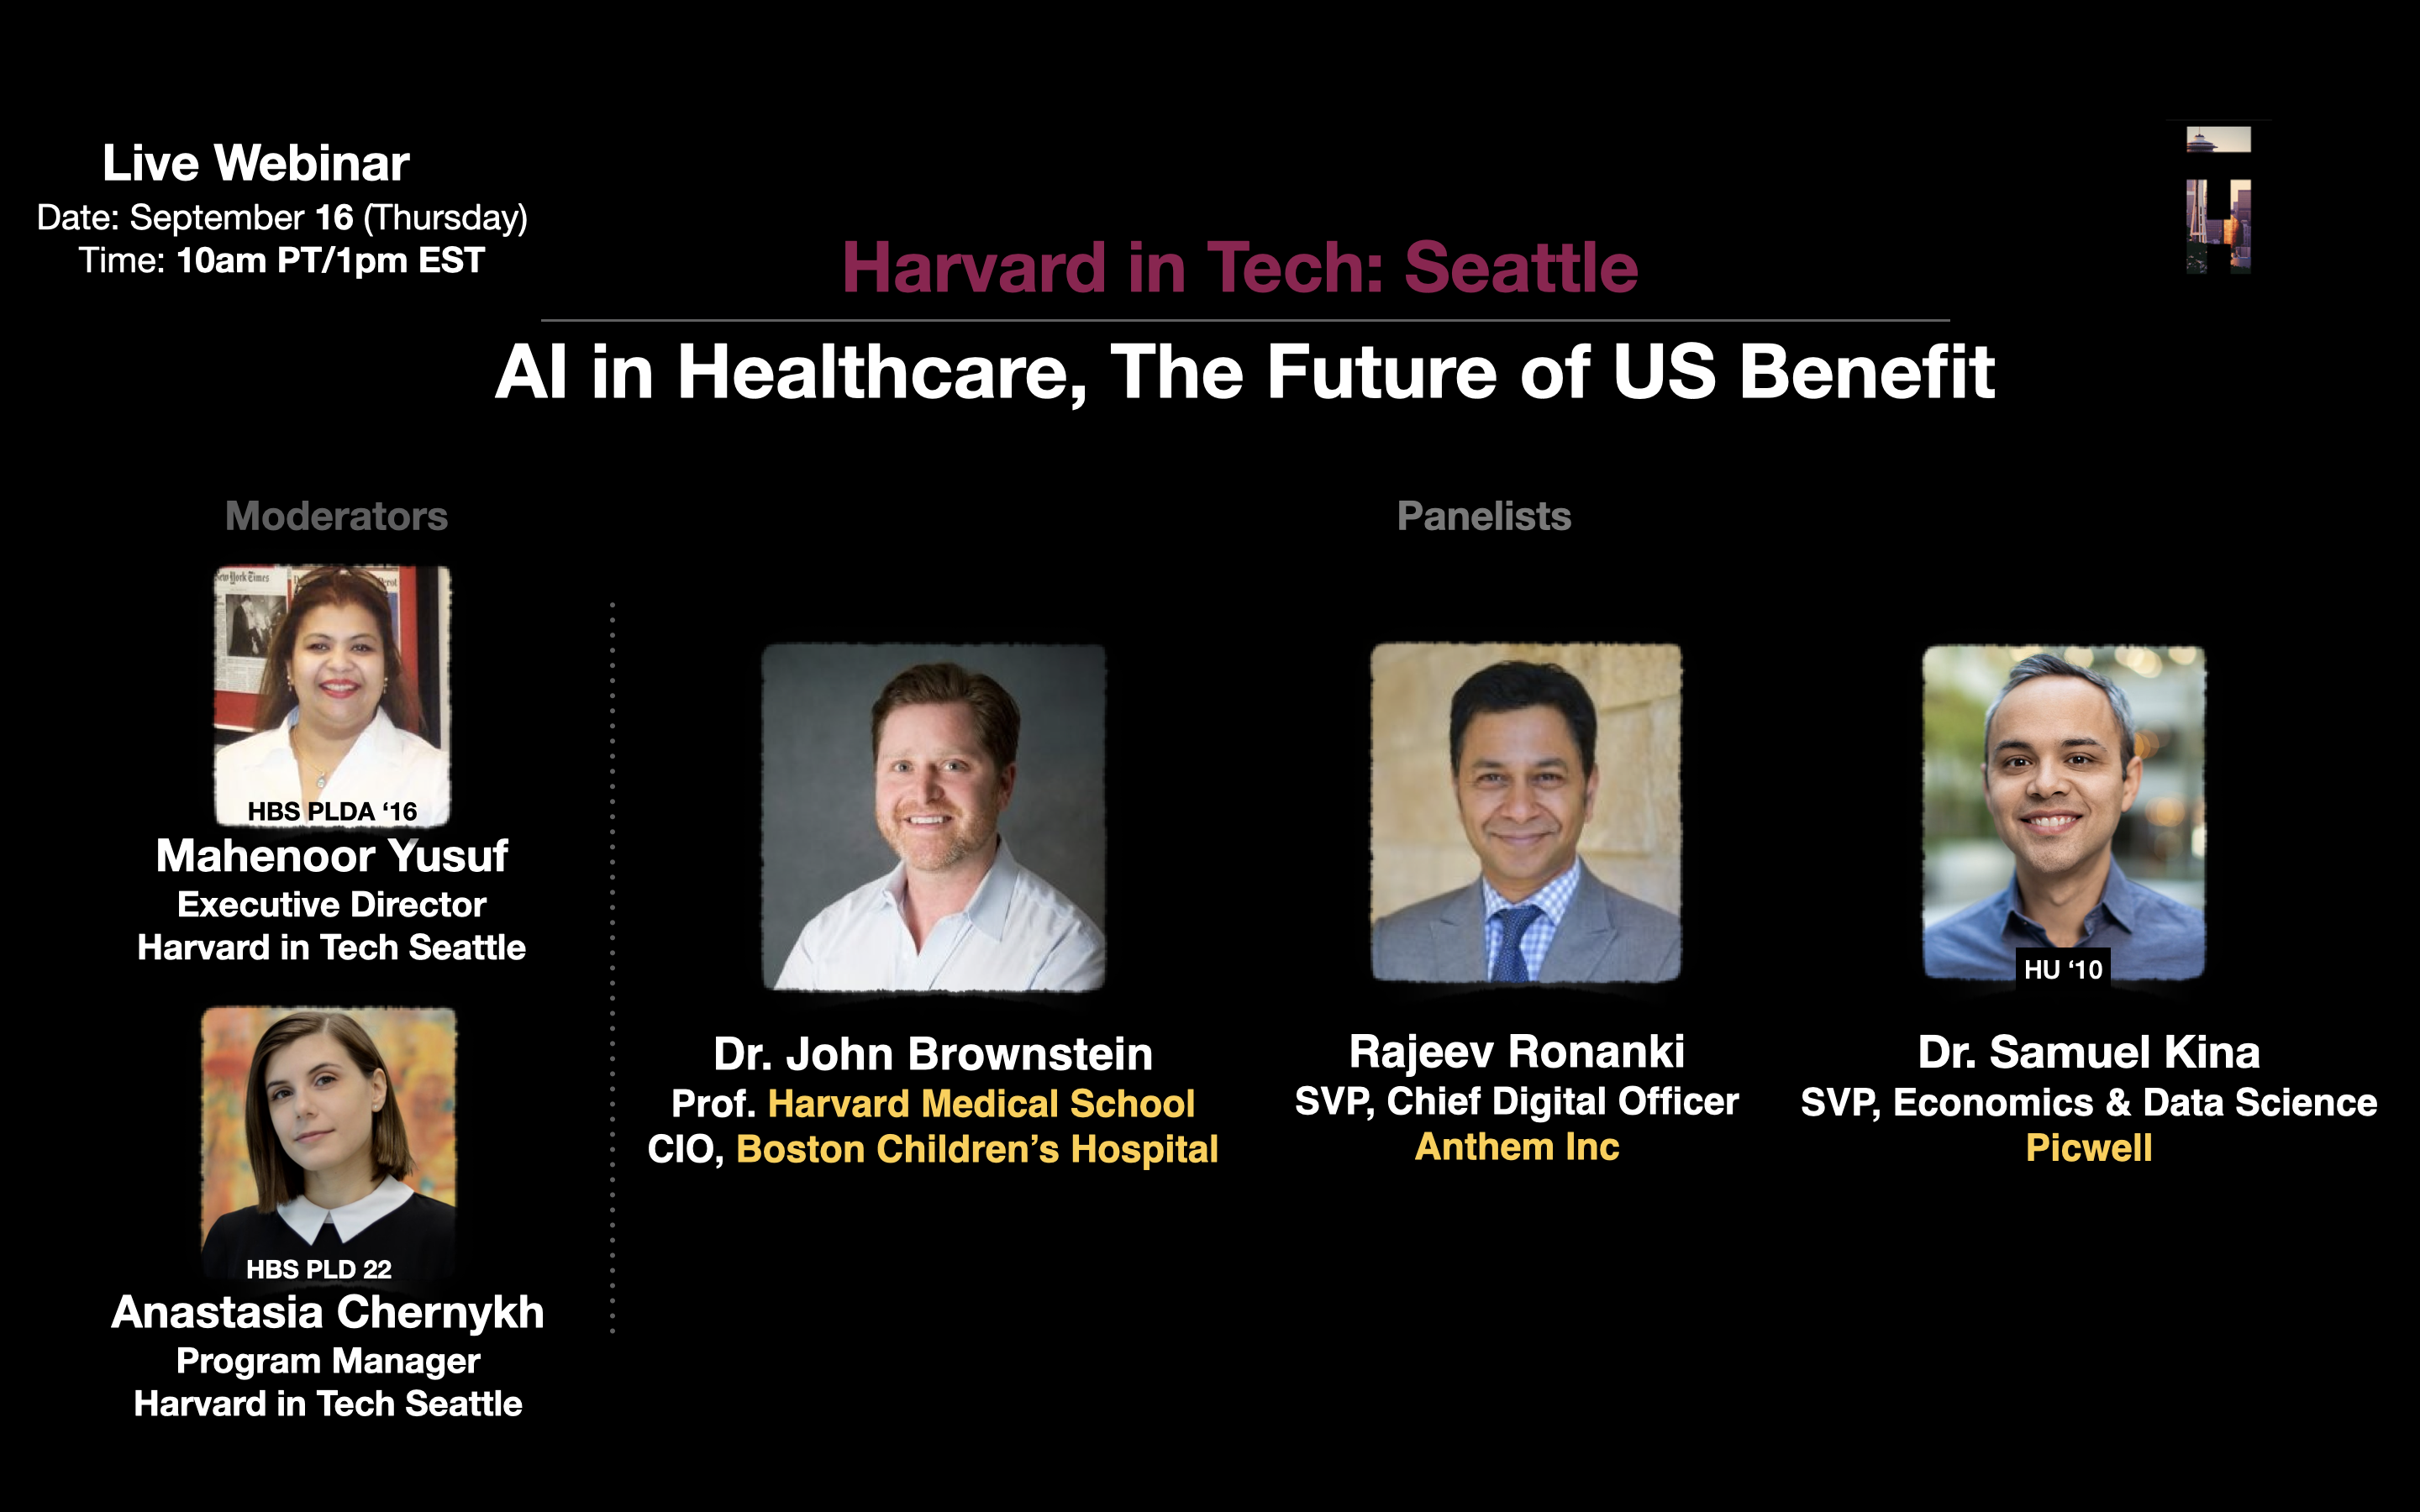 Live Webinar
Date: September 16 (Thursday)
Time: 10am PT/1pm EST
Harvard in Tech: Seattle
AI in Healthcare, The Future of US Benefit
Moderators
New York Times
HBS PLDA ‘16
Mahenoor Yusuf
Executive Director
Harvard in Tech Seattle
HBS PLD 22
Anastasia Chernykh
Program Manager
Harvard in Tech Seattle
Panelists
Dr. John Brownstein
Prof. Harvard Medical School
CIO, Boston Children’s Hospital
Rajeev Ronanki
SVP, Chief Digital Officer
Anthem Inc
HU ‘10
Dr. Samuel Kina
SVP, Economics & Data Science
Picwell